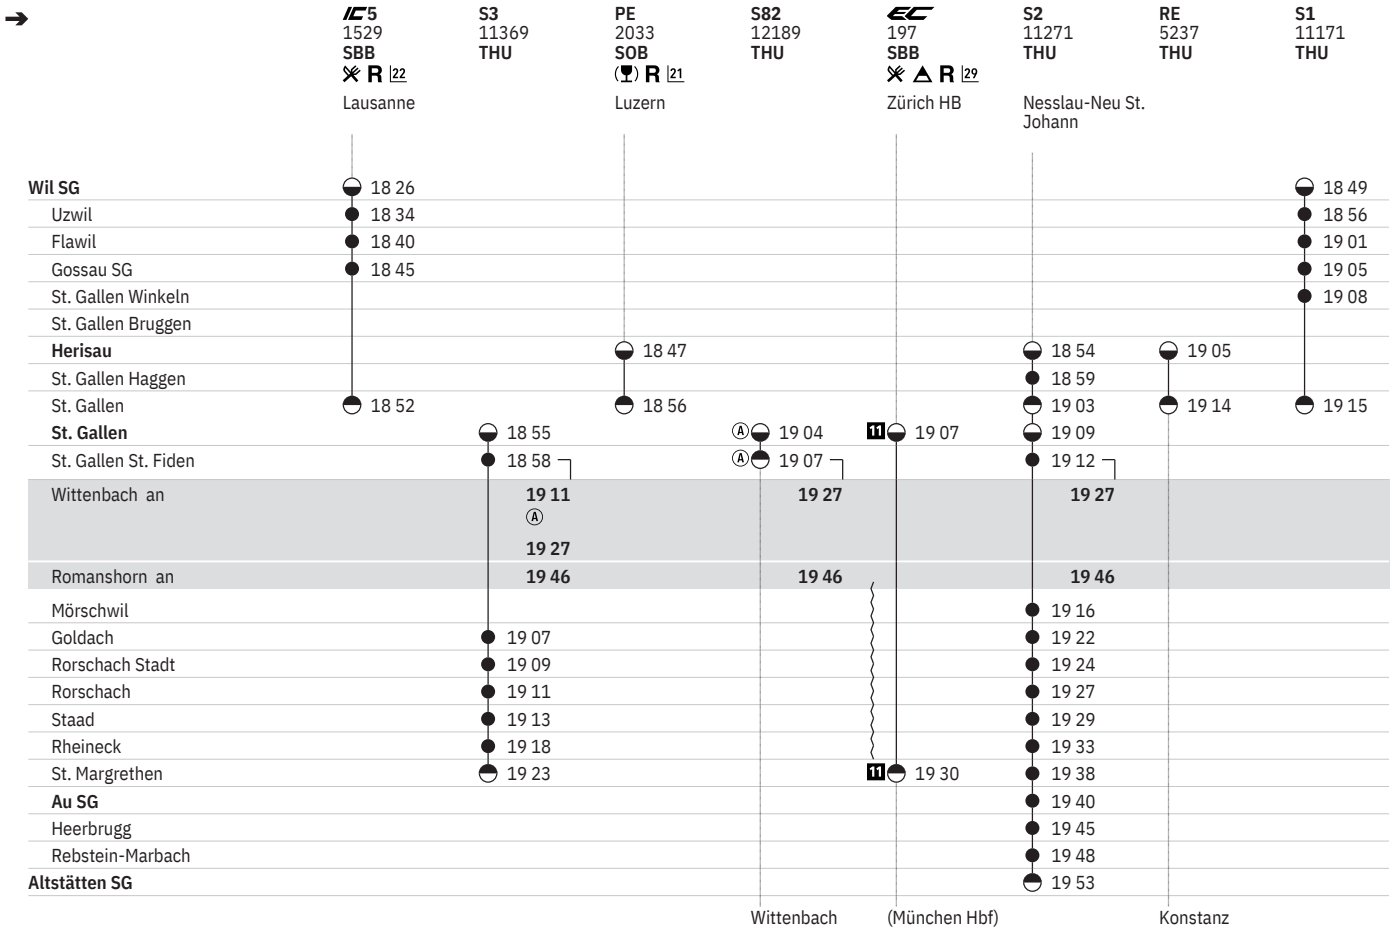 ➔ IC5 S3 PE S82 EC S2 RE S1
1529 11369 2033 12189 197 11271 5237 11171
SBB THU SOB THU SBB THU THU THU
R 22 R 21 R 29
Lausanne Luzern Zürich HB Nesslau-Neu St.
Johann
Wil SG 18 26 18 49
Uzwil 18 34 18 56
Flawil 18 40 19 01
Gossau SG 18 45 19 05
St. Gallen Winkeln 19 08
St. Gallen Bruggen
Herisau 18 47 18 54 19 05
St. Gallen Haggen 18 59
St. Gallen 18 52 18 56 19 03 19 14 19 15
St. Gallen 18 55 A 19 04 11 19 07 19 09
St. Gallen St. Fiden 18 58 A 19 07 19 12
Wittenbach an 19 11 19 27 19 27
A
19 27
Romanshorn an 19 46 19 46 19 46
Mörschwil 19 16
Goldach 19 07 19 22
Rorschach Stadt 19 09 19 24
Rorschach 19 11 19 27
Staad 19 13 19 29
Rheineck 19 18 19 33
St. Margrethen 19 23 11 19 30 19 38
Au SG 19 40
Heerbrugg 19 45
Rebstein-Marbach 19 48
Altstätten SG 19 53
Wittenbach (München Hbf) Konstanz